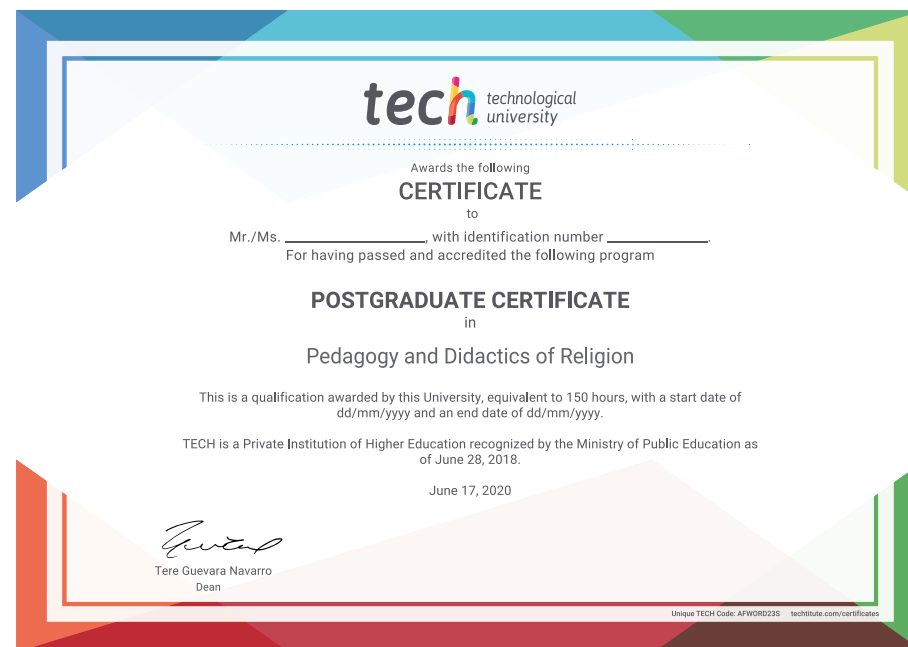 tech technological
university
Awards the following
CERTIFICATE
to
Mr./Ms. ____________________, with identification number ______________.
For having passed and accredited the following program
POSTGRADUATE CERTIFICATE
in
Pedagogy and Didactics of Religion
This is a qualification awarded by this University, equivalent to 150 hours, with a start date of
dd/mm/yyyy and an end date of dd/mm/yyyy.
TECH is a Private Institution of Higher Education recognized by the Ministry of Public Education as
of June 28, 2018.
June 17, 2020
Tere Guevara Navarro
Dean
Unique TECH Code: AFWORD23S techtitute.com/certificates